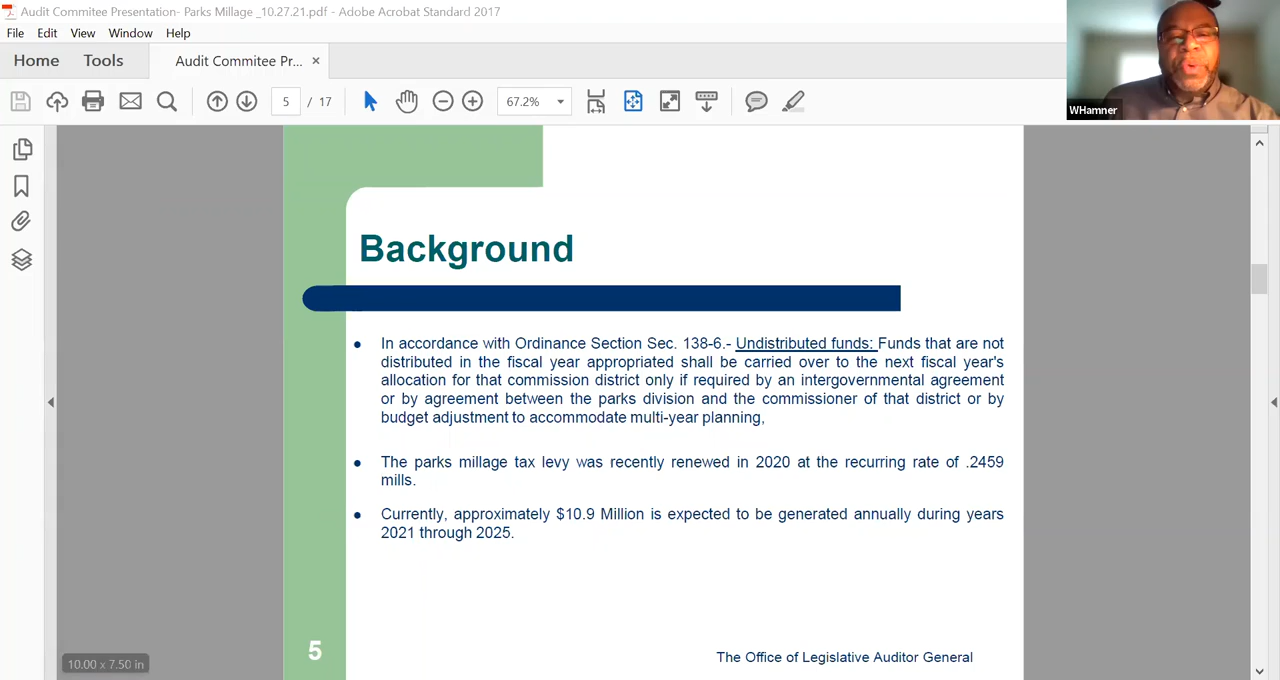 Audit Commitee Presentation- Parks Millage _10.27.21.pdf - Adobe Acrobat Standard 2017
File Edit View Window Help
Home Tools Audit Commitee Pr... ×
5 / 17 67.2%
WHamner
Background
• In accordance with Ordinance Section Sec. 138-6.- Undistributed funds: Funds that are not
distributed in the fiscal year appropriated shall be carried over to the next fiscal year's
allocation for that commission district only if required by an intergovernmental agreement
or by agreement between the parks division and the commissioner of that district or by
budget adjustment to accommodate multi-year planning,
• The parks millage tax levy was recently renewed in 2020 at the recurring rate of .2459
mills.
• Currently, approximately $10.9 Million is expected to be generated annually during years
2021 through 2025.
5
The Office of Legislative Auditor General
10.00 x 7.50 in